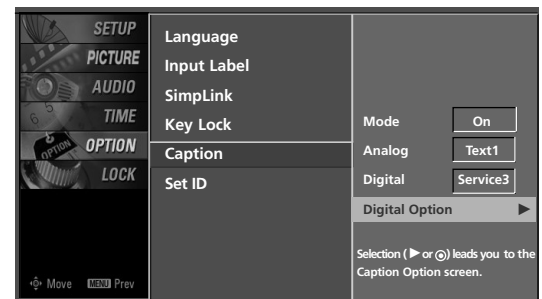 SETUP
PICTURE
AUDIO
TIME
OPTION
LOCK
Move MENU Prev
Language
Input Label
SimpLink
Key Lock
Caption
Set ID
Mode On
Analog Text1
Digital Service3
Digital Option ▶
Selection ( ▶ or ◉) leads you to the
Caption Option screen.